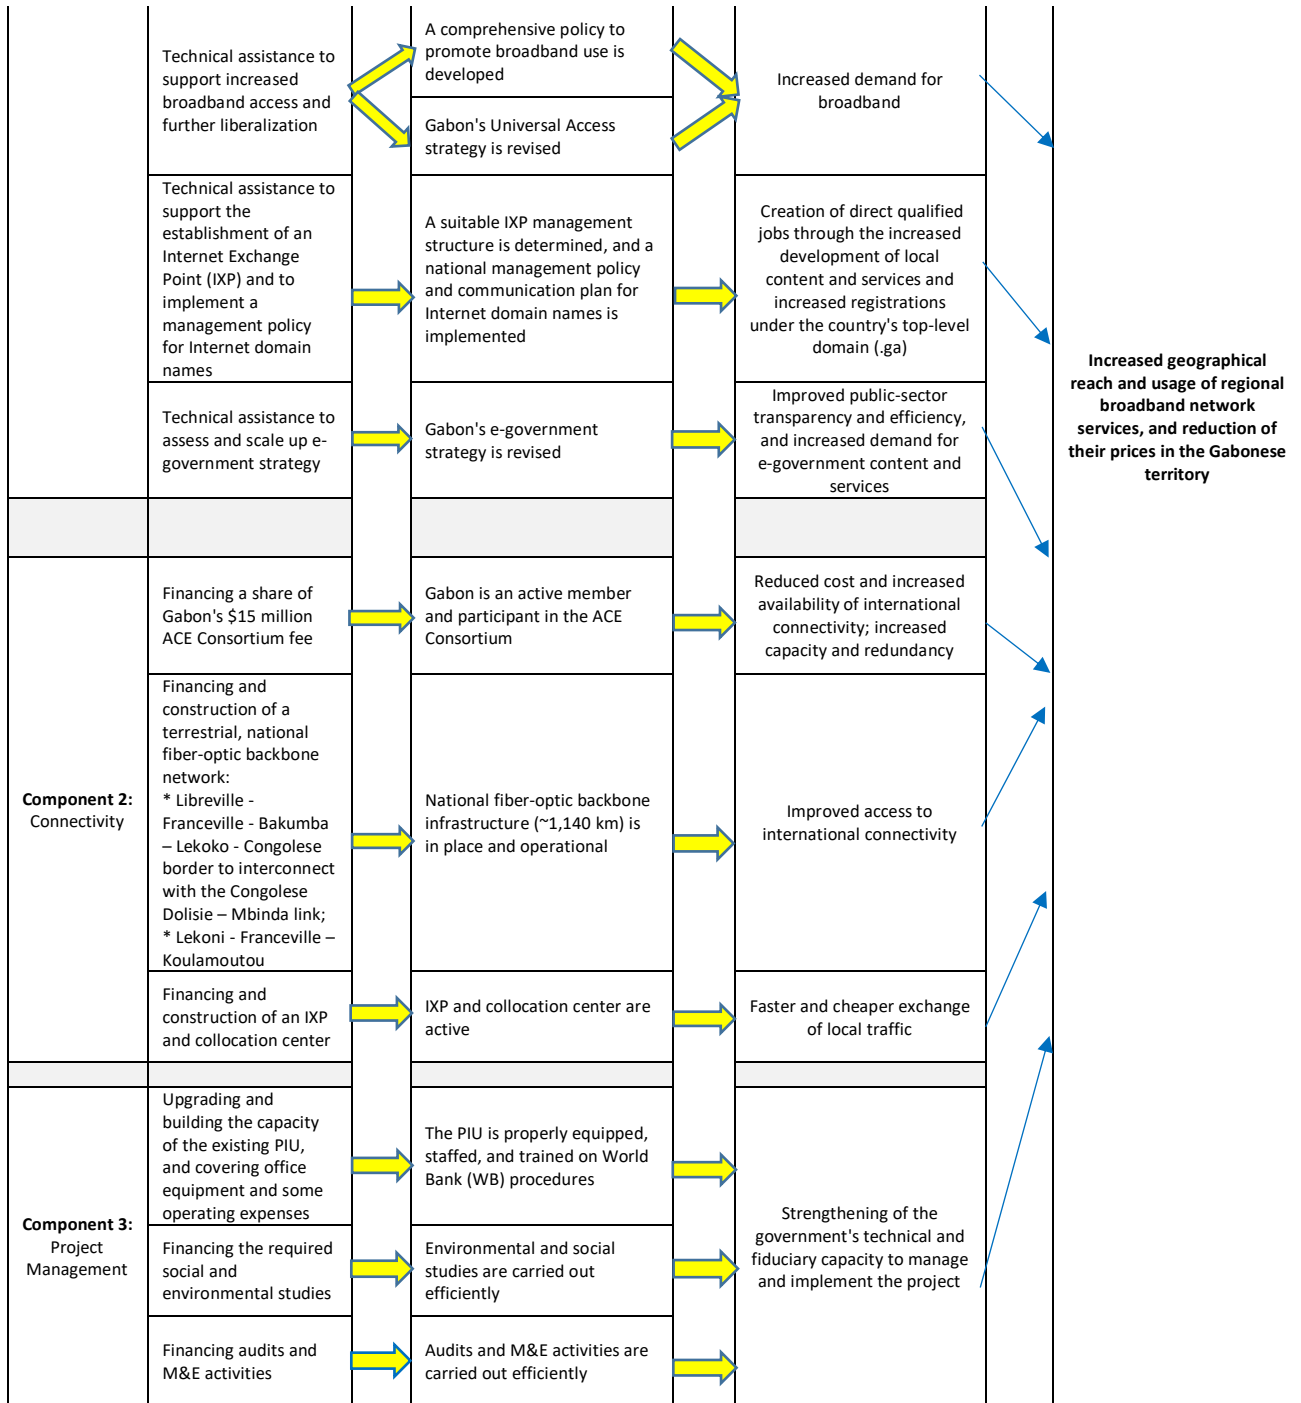 Technical assistance to
support increased
broadband access and
further liberalization
A comprehensive policy to
promote broadband use is
developed
Gabon's Universal Access
strategy is revised
Increased demand for
broadband
Technical assistance to
support the
establishment of an
Internet Exchange
Point (IXP) and to
implement a
management policy
for Internet domain
names
A suitable IXP management
structure is determined, and a
national management policy
and communication plan for
Internet domain names is
implemented
Creation of direct qualified
jobs through the increased
development of local
content and services and
increased registrations
under the country's top-level
domain (.ga)
Technical assistance to
assess and scale up e-
government strategy
Gabon's e-government
strategy is revised
Improved public-sector
transparency and efficiency,
and increased demand for
e-government content and
services
Increased geographical
reach and usage of regional
broadband network
services, and reduction of
their prices in the Gabonese
territory
Component 2:
Connectivity
Financing a share of
Gabon's $15 million
ACE Consortium fee
Gabon is an active member
and participant in the ACE
Consortium
Reduced cost and increased
availability of international
connectivity; increased
capacity and redundancy
Financing and
construction of a
terrestrial, national
fiber-optic backbone
network:
* Libreville -
Franceville - Bakumba
– Lekoko - Congolese
border to interconnect
with the Congolese
Dolisie – Mbinda link;
* Lekoni - Franceville –
Koulamoutou
National fiber-optic backbone
infrastructure (~1,140 km) is
in place and operational
Improved access to
international connectivity
Financing and
construction of an IXP
and collocation center
IXP and collocation center are
active
Faster and cheaper exchange
of local traffic
Component 3:
Project
Management
Upgrading and
building the capacity
of the existing PIU,
and covering office
equipment and some
operating expenses
The PIU is properly equipped,
staffed, and trained on World
Bank (WB) procedures
Strengthening of the
government's technical and
fiduciary capacity to manage
and implement the project
Financing the required
social and
environmental studies
Environmental and social
studies are carried out
efficiently
Financing audits and
M&E activities
Audits and M&E activities are
carried out efficiently